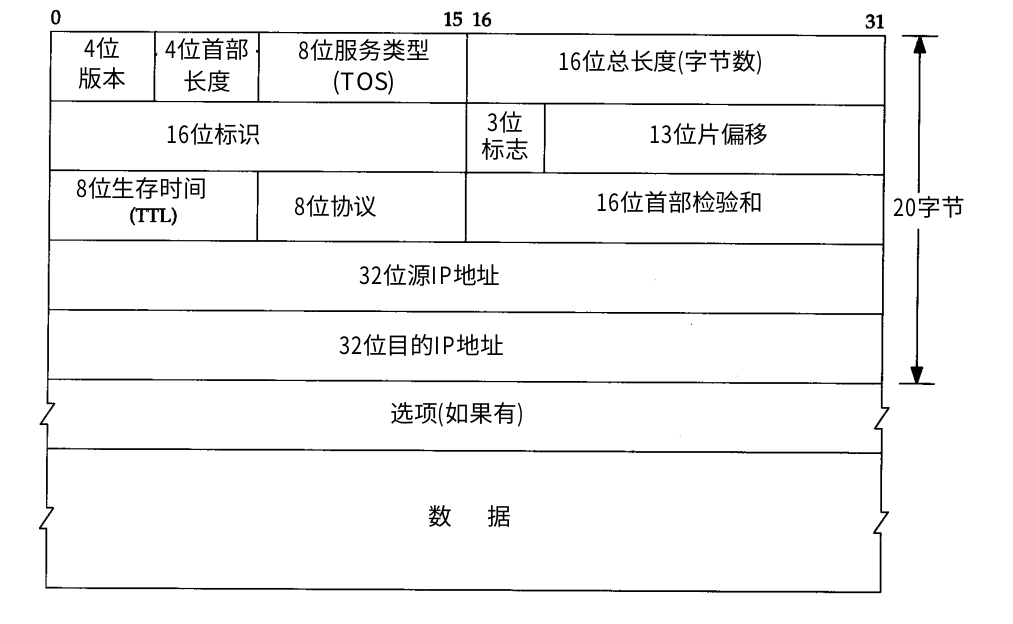 0 15 16 31
4位
版本
4位首部
长度
8位服务类型
(TOS)
16位总长度(字节数)
16位标识
3位
标志
13位片偏移
8位生存时间
(TTL)
8位协议
16位首部检验和
20字节
32位源IP地址
32位目的IP地址
选项(如果有)
数 据